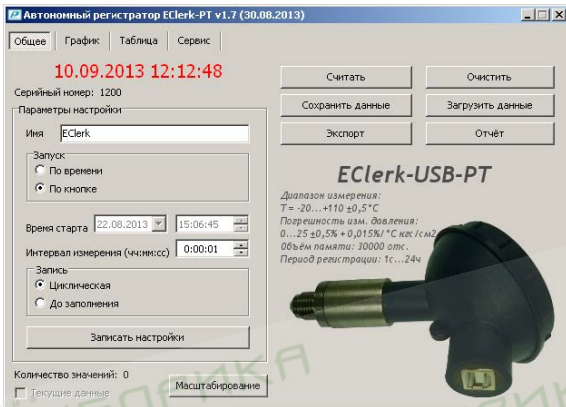 Автономный регистратор EClerk-PT v1.7 (30.08.2013)
Общее График Таблица Сервис
10.09.2013 12:12:48
Серийный номер: 1200
Параметры настройки
Имя EClerk
Запуск
По времени
По кнопке
Время старта 22.08.2013 15:06:45
Интервал измерения (чч:мм:сс) 0:00:01
Запись
Циклическая
До заполнения
Записать настройки
Количество значений: 0
Текущие данные
Масштабирование
Считать Очистить
Сохранить данные Загрузить данные
Экспорт Отчёт
EClerk-USB-PT
Диапазон измерения:
T = -20...+110 ±0,5°C
Погрешность изм. давления:
0...25 ±0,5% + 0,015%/°C кгс/см2
Объём памяти: 30000 отс.
Период регистрации: 1с...24ч